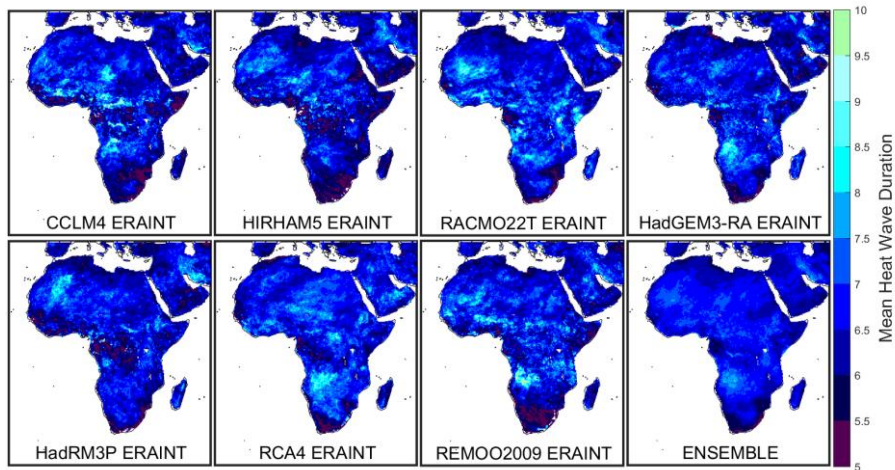 CCLM4 ERAINT
HIRHAM5 ERAINT
RACMO22T ERAINT
HadGEM3-RA ERAINT
HadRM3P ERAINT
RCA4 ERAINT
REMOO2009 ERAINT
ENSEMBLE
10
9.5
9
8.5
8
7.5
7
6.5
6
5.5
5
Mean Heat Wave Duration